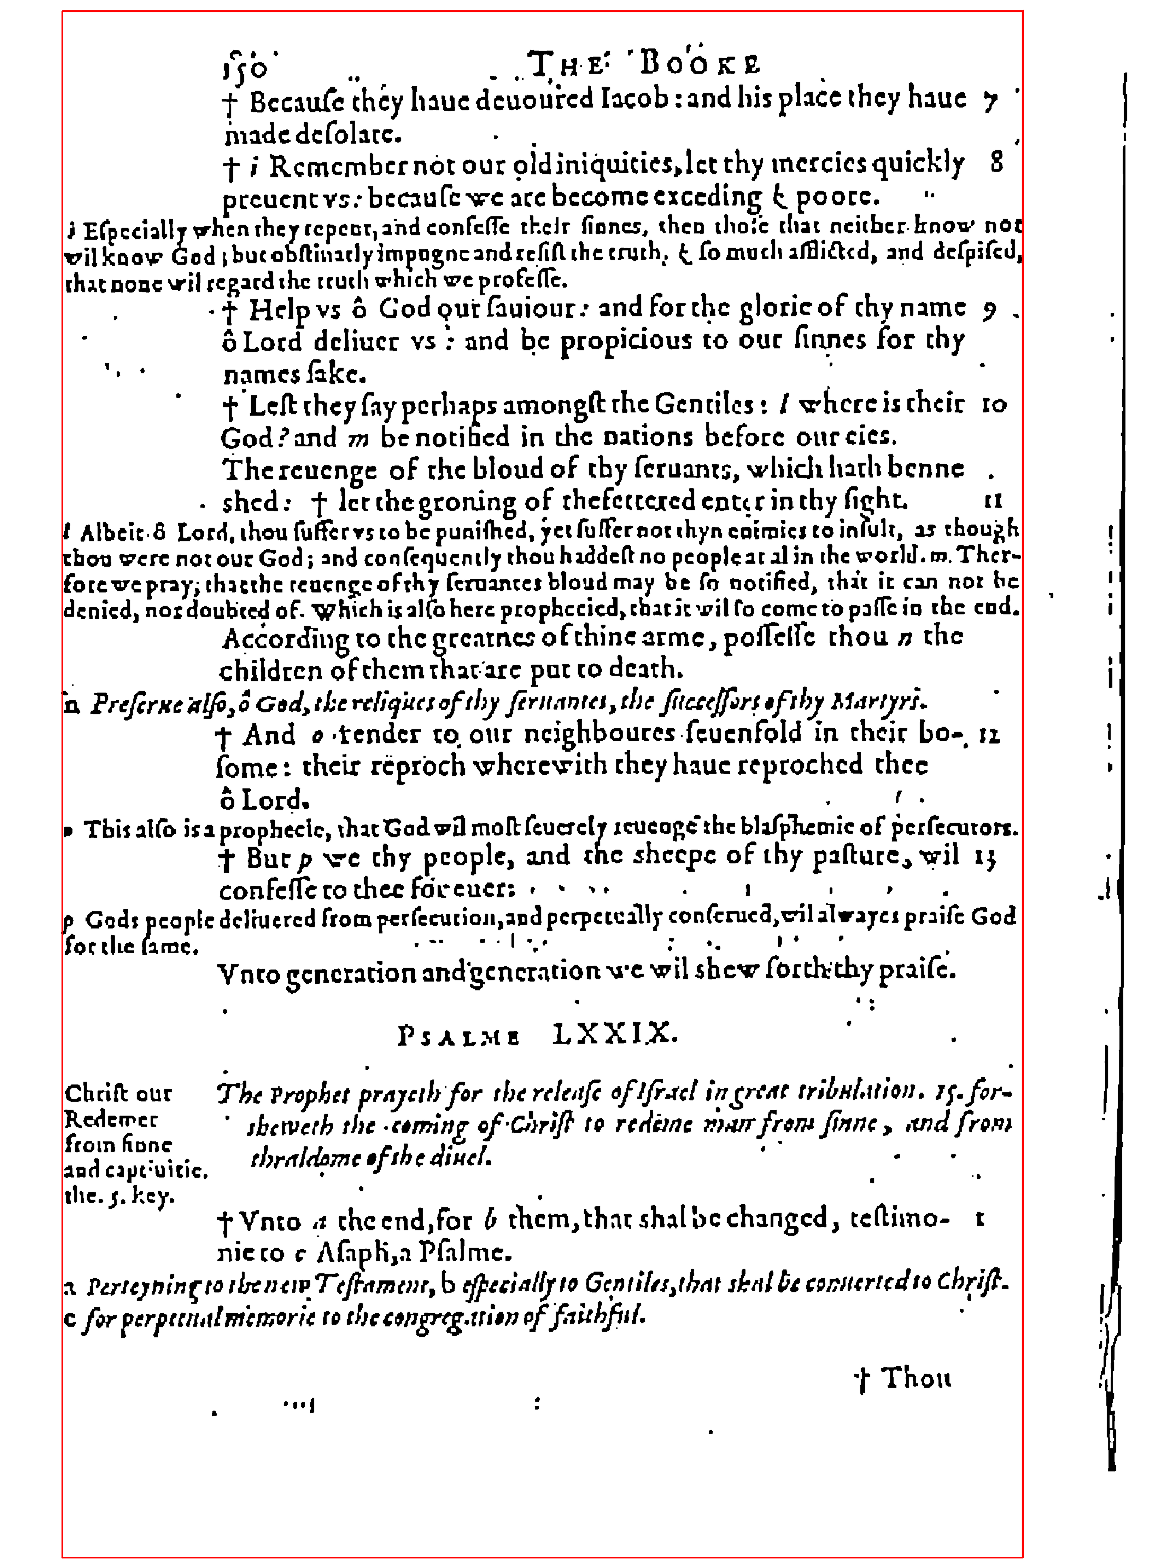 150 THE BOOKE
† Becauſe they haue deuoured Iacob: and his place they haue 7
made deſolate.
† i Remember not our old iniquities, let thy mercies quickly 8
preuent vs: becauſe we are become exceding & poore.
i Eſpecially when they repent, and confeſſe their ſinnes, then thoſe that neither know not
wil know God; but obſtinatly impugne and reſiſt the truth. & ſo much afflicted, and deſpiſed,
that none wil regard the truth which we profeſſe.
† Help vs ô God our ſauiour: and for the glorie of thy name 9
ô Lord deliuer vs: and be propicious to our ſinnes for thy
names ſake.
† Leſt they ſay perhaps amongſt the Gentiles: l where is their 10
God? and m be notified in the nations before our eies.
The reuenge of the bloud of thy ſeruants, which hath benne
shed: † let the groning of thefettered enter in thy ſight. 11
l Albeit ô Lord, thou ſuffer vs to be puniſhed, yet ſuffer not thyn enimies to inſult, as though
thou were not our God; and conſequently thou haddeſt no people at al in the world. m. Ther-
fore we pray; that the reuenge of thy ſeruantes bloud may be ſo notified, that it can not be
denied, nor doubted of. Which is alſo here prophecied, that it wil ſo come to paſſe in the end.
According to the greatnes of thine arme, poſſeſſe thou n the
children of them that are put to death.
n Preſerue alſo, ô God, the reliques of thy ſeruantes, the ſucceſſors of thy Martyrs.
† And o tender to our neighboures ſeuenfold in their bo- 12
ſome: their reproch wherewith they haue reproched thee
ô Lord.
o This alſo is a prophecie, that God wil moſt ſeuerely reuenge the blaſphemie of perſecutors.
† But p we thy people, and the sheepe of thy paſture, wil 13
confeſſe to thee for euer:
p Gods people deliuered from perſecution, and perpetually conſerued, wil alwayes praiſe God
for the ſame.
Vnto generation and generation we wil shew forth thy praiſe.
PSALME LXXIX.
Chriſt our
Redemer
from ſinne
and captiuitie.
the. 5. key.
The Prophet prayeth for the releaſe of Iſrael in great tribulation. 15. for-
sheweth the coming of Chriſt to redeme man from ſinne, and from
thraldome of the diuel.
† Vnto a the end, for b them, that shal be changed, teſtimo- 1
nie to c Aſaph, a Pſalme.
a Perteyning to the new Teſtament, b eſpecially to Gentiles, that shal be conuerted to Chriſt.
c for perpetual memorie to the congregation of faithful.
† Thou